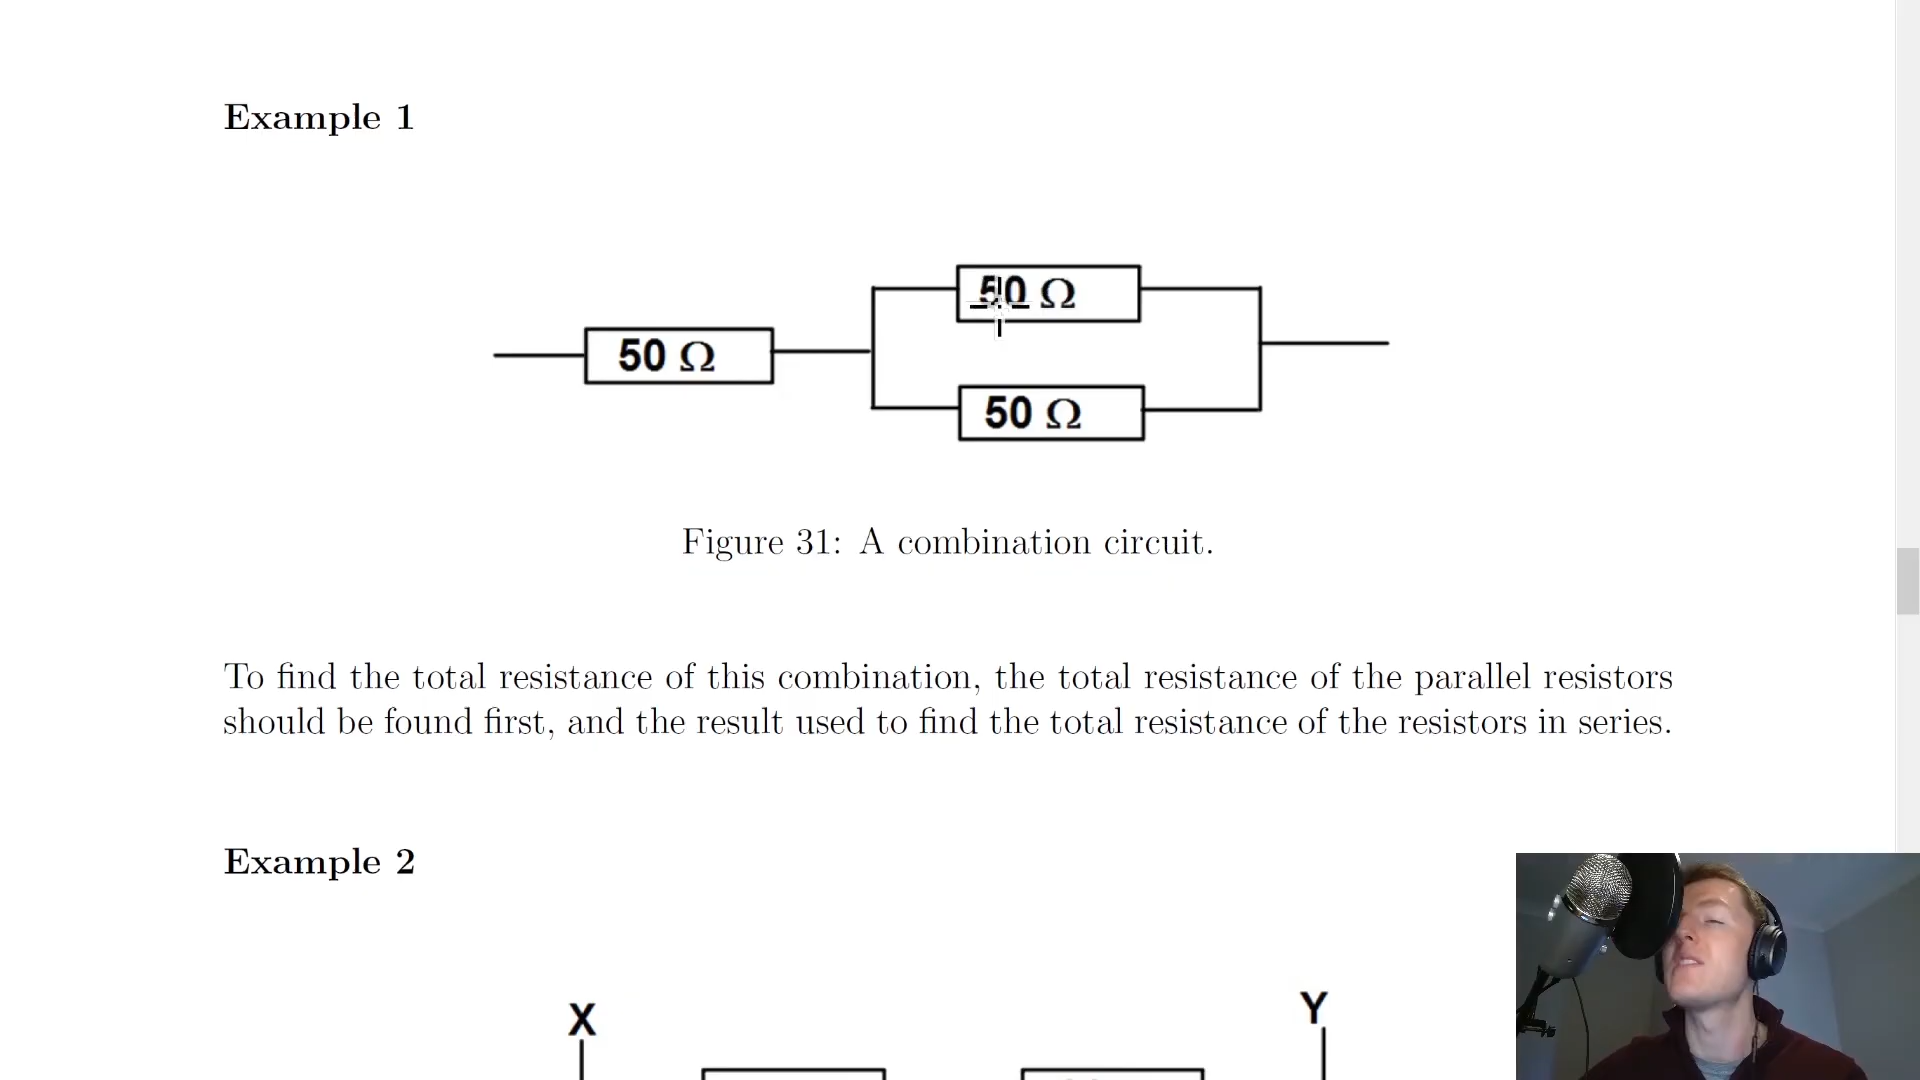 Example 1
50 Ω
50 Ω
50 Ω
Figure 31: A combination circuit.
To find the total resistance of this combination, the total resistance of the parallel resistors
should be found first, and the result used to find the total resistance of the resistors in series.
Example 2
X
Y